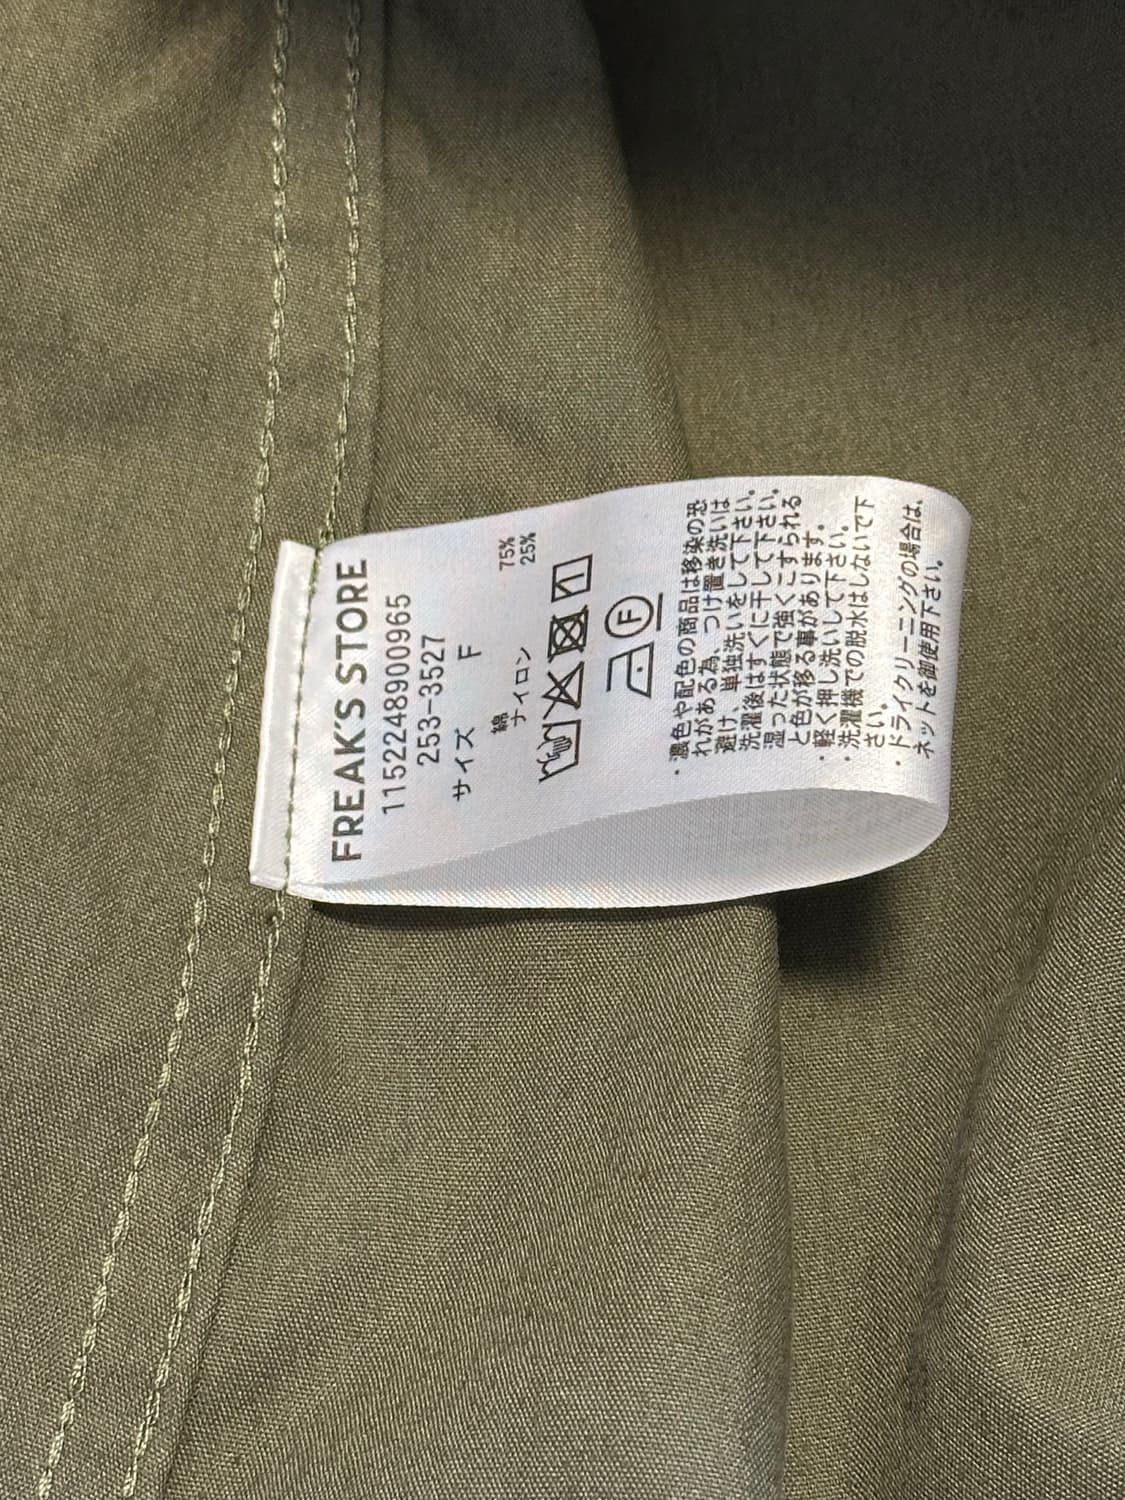 FREAK'S STORE
1152248900965
253-3527
サイズ F
綿 75%
ナイロン 25%
F
・濃色や配色の商品は移染の恐
れがある為、つけ置き洗いは
避け、単独洗いをして下さい。
洗濯後はすぐに干して下さい。
湿った状態で強くこすられる
と色が移る事があります。
・軽く押し洗いして下さい。
・洗濯機での脱水はしないで下
さい。
・ドライクリーニングの場合は、
ネットを御使用下さい。